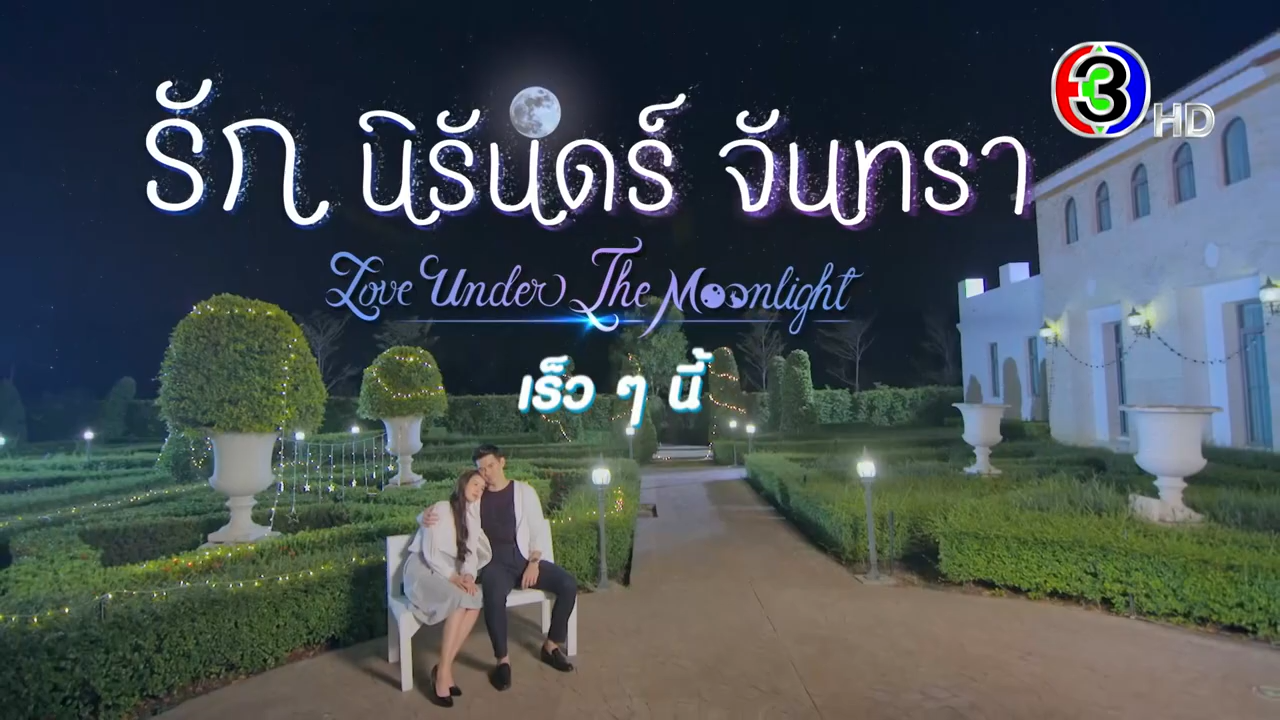 3 HD
รัก นิรันดร์ จันทรา
Love Under The Moonlight
เร็ว ๆ นี้